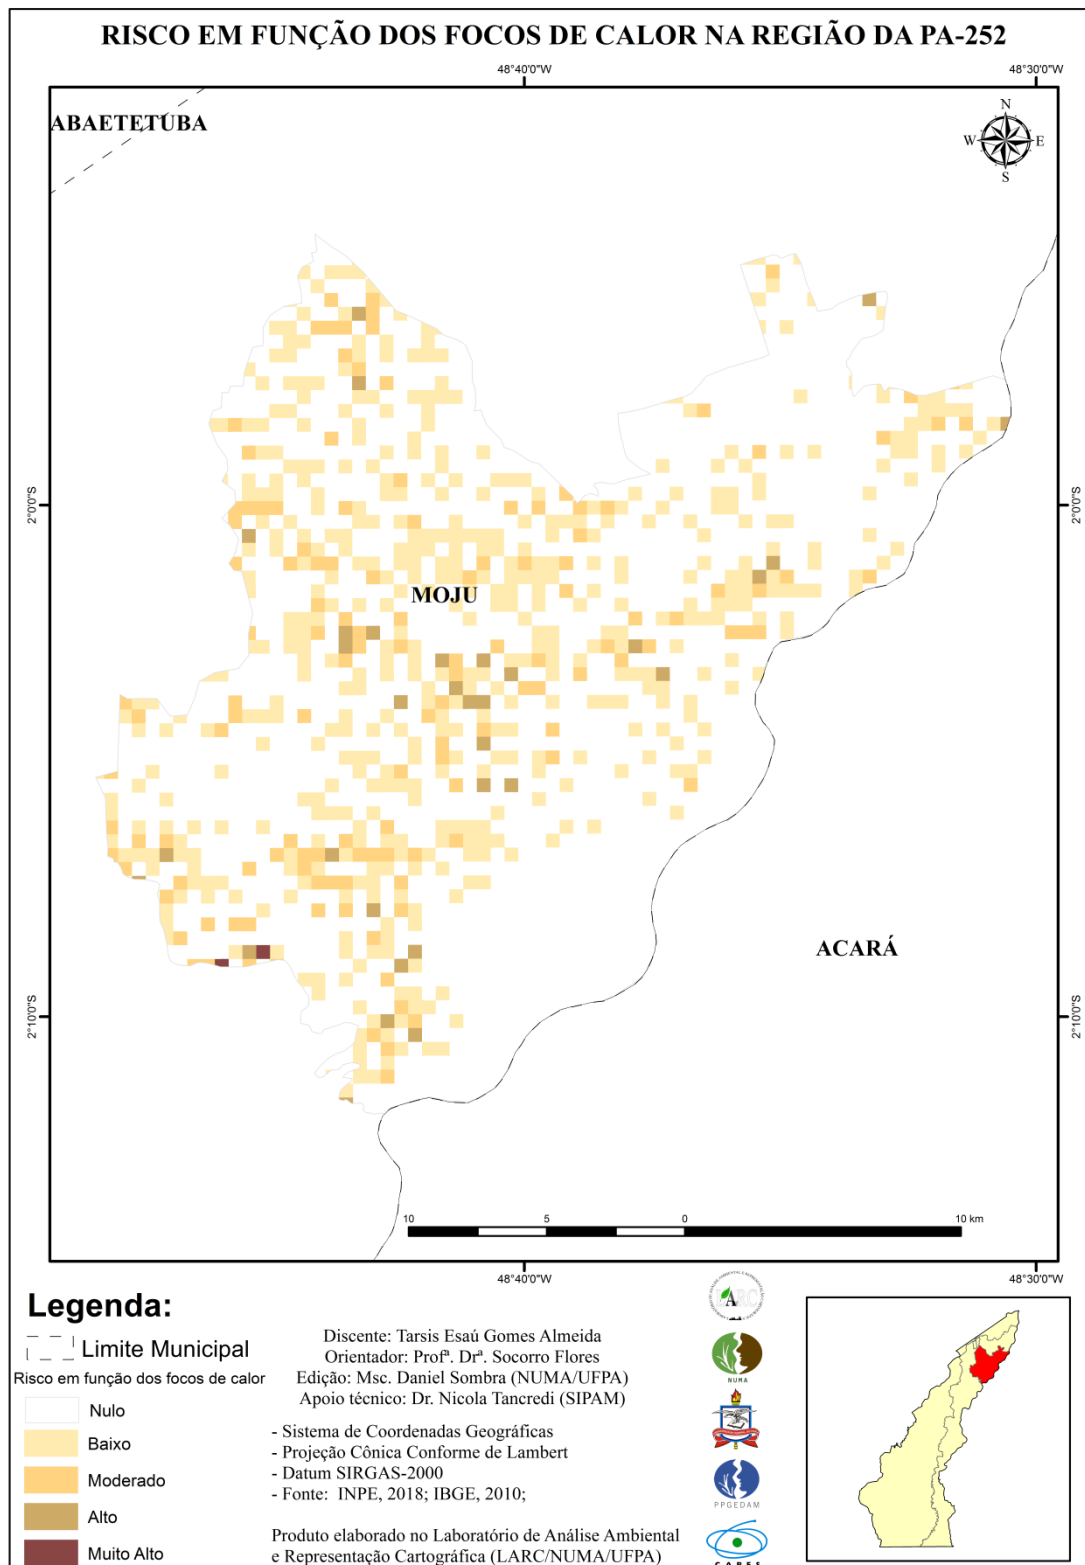 RISCO EM FUNÇÃO DOS FOCOS DE CALOR NA REGIÃO DA PA-252
48°40'0"W
48°30'0"W
ABAETETUBA
N
W
E
S
2°0'0"S
2°0'0"S
MOJU
ACARÁ
2°10'0"S
2°10'0"S
10
5
0
10 km
48°40'0"W
48°30'0"W
Legenda:
Limite Municipal
Risco em função dos focos de calor
Nulo
Baixo
Moderado
Alto
Muito Alto
Discente: Tarsis Esaú Gomes Almeida
Orientador: Profª. Drª. Socorro Flores
Edição: Msc. Daniel Sombra (NUMA/UFPA)
Apoio técnico: Dr. Nicola Tancredi (SIPAM)
- Sistema de Coordenadas Geográficas
- Projeção Cônica Conforme de Lambert
- Datum SIRGAS-2000
- Fonte: INPE, 2018; IBGE, 2010;
Produto elaborado no Laboratório de Análise Ambiental
e Representação Cartográfica (LARC/NUMA/UFPA)
LARC
NUMA
PPGEDAM
CAPES